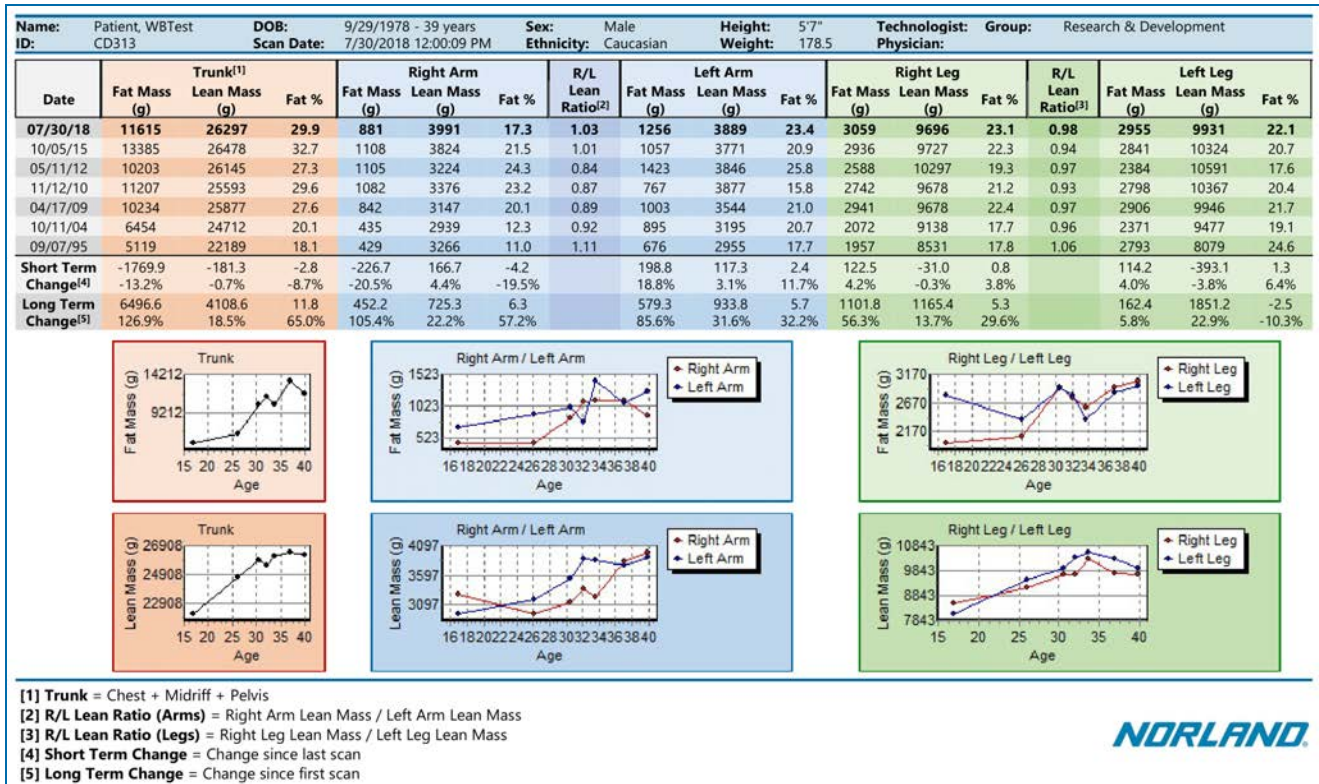 Name: Patient, WBTest DOB: 9/29/1978 - 39 years Sex: Male Height: 5'7" Technologist: Group: Research & Development
ID: CD313 Scan Date: 7/30/2018 12:00:09 PM Ethnicity: Caucasian Weight: 178.5 Physician:
Trunk[1] Right Arm R/L Left Arm Right Leg R/L Left Leg
Date Fat Mass Lean Mass Fat % Fat Mass Lean Mass Fat % Lean Fat Mass Lean Mass Fat % Fat Mass Lean Mass Fat % Lean Fat Mass Lean Mass Fat %
(g) (g) (g) (g) Ratio[2] (g) (g) (g) (g) Ratio[3] (g) (g)
07/30/18 11615 26297 29.9 881 3991 17.3 1.03 1256 3889 23.4 3059 9696 23.1 0.98 2955 9931 22.1
10/05/15 13385 26478 32.7 1108 3824 21.5 1.01 1057 3771 20.9 2936 9727 22.3 0.94 2841 10324 20.7
05/11/12 10203 26145 27.3 1105 3224 24.3 0.84 1423 3846 25.8 2588 10297 19.3 0.97 2384 10591 17.6
11/12/10 11207 25593 29.6 1082 3376 23.2 0.87 767 3877 15.8 2742 9678 21.2 0.93 2798 10367 20.4
04/17/09 10234 25877 27.6 842 3147 20.1 0.89 1003 3544 21.0 2941 9678 22.4 0.97 2906 9946 21.7
10/11/04 6454 24712 20.1 435 2939 12.3 0.92 895 3195 20.7 2072 9138 17.7 0.96 2371 9477 19.1
09/07/95 5119 22189 18.1 429 3266 11.0 1.11 676 2955 17.7 1957 8531 17.8 1.06 2793 8079 24.6
Short Term -1769.9 -181.3 -2.8 -226.7 166.7 -4.2 198.8 117.3 2.4 122.5 -31.0 0.8 114.2 -393.1 1.3
Change[4] -13.2% -0.7% -8.7% -20.5% 4.4% -19.5% 18.8% 3.1% 11.7% 4.2% -0.3% 3.8% 4.0% -3.8% 6.4%
Long Term 6496.6 4108.6 11.8 452.2 725.3 6.3 579.3 933.8 5.7 1101.8 1165.4 5.3 162.4 1851.2 -2.5
Change[5] 126.9% 18.5% 65.0% 105.4% 22.2% 57.2% 85.6% 31.6% 32.2% 56.3% 13.7% 29.6% 5.8% 22.9% -10.3%
Trunk
Fat Mass (g)
14212
9212
15 20 25 30 35 40
Age
Right Arm / Left Arm
Fat Mass (g)
1523
1023
523
16 18 20 22 24 26 28 30 32 34 36 38 40
Age
Right Arm
Left Arm
Right Leg / Left Leg
Fat Mass (g)
3170
2670
2170
16 18 20 22 24 26 28 30 32 34 36 38 40
Age
Right Leg
Left Leg
Trunk
Lean Mass (g)
26908
24908
22908
15 20 25 30 35 40
Age
Right Arm / Left Arm
Lean Mass (g)
4097
3597
3097
16 18 20 22 24 26 28 30 32 34 36 38 40
Age
Right Arm
Left Arm
Right Leg / Left Leg
Lean Mass (g)
10843
9843
8843
7843
15 20 25 30 35 40
Age
Right Leg
Left Leg
[1] Trunk = Chest + Midriff + Pelvis
[2] R/L Lean Ratio (Arms) = Right Arm Lean Mass / Left Arm Lean Mass
[3] R/L Lean Ratio (Legs) = Right Leg Lean Mass / Left Leg Lean Mass
[4] Short Term Change = Change since last scan
[5] Long Term Change = Change since first scan
NORLAND